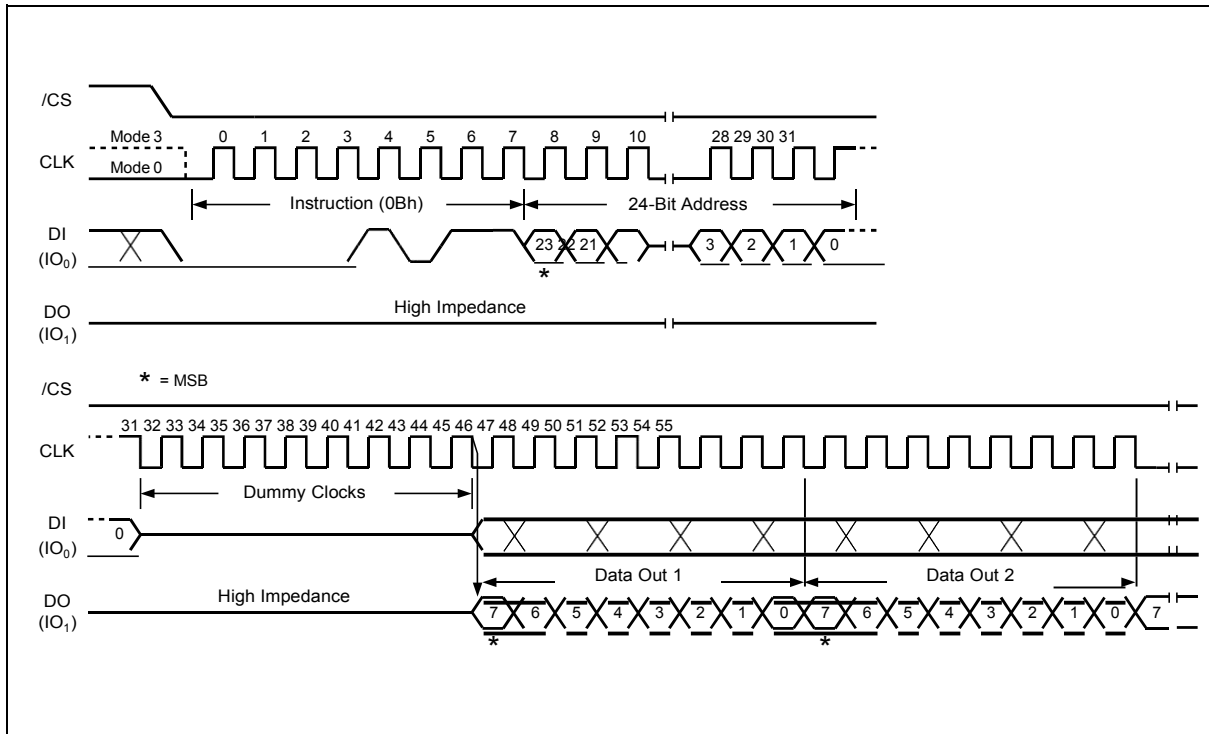 /CS
Mode 3 0 1 2 3 4 5 6 7 8 9 10 28 29 30 31
CLK
Mode 0
Instruction (0Bh) 24-Bit Address
DI
(IO₀)
23 22 21 3 2 1 0
*
High Impedance
DO
(IO₁)
* = MSB
/CS
31 32 33 34 35 36 37 38 39 40 41 42 43 44 45 46 47 48 49 50 51 52 53 54 55
CLK
Dummy Clocks
DI
(IO₀)
0
Data Out 1 Data Out 2
High Impedance
DO
(IO₁)
7 6 5 4 3 2 1 0 7 6 5 4 3 2 1 0 7
* *